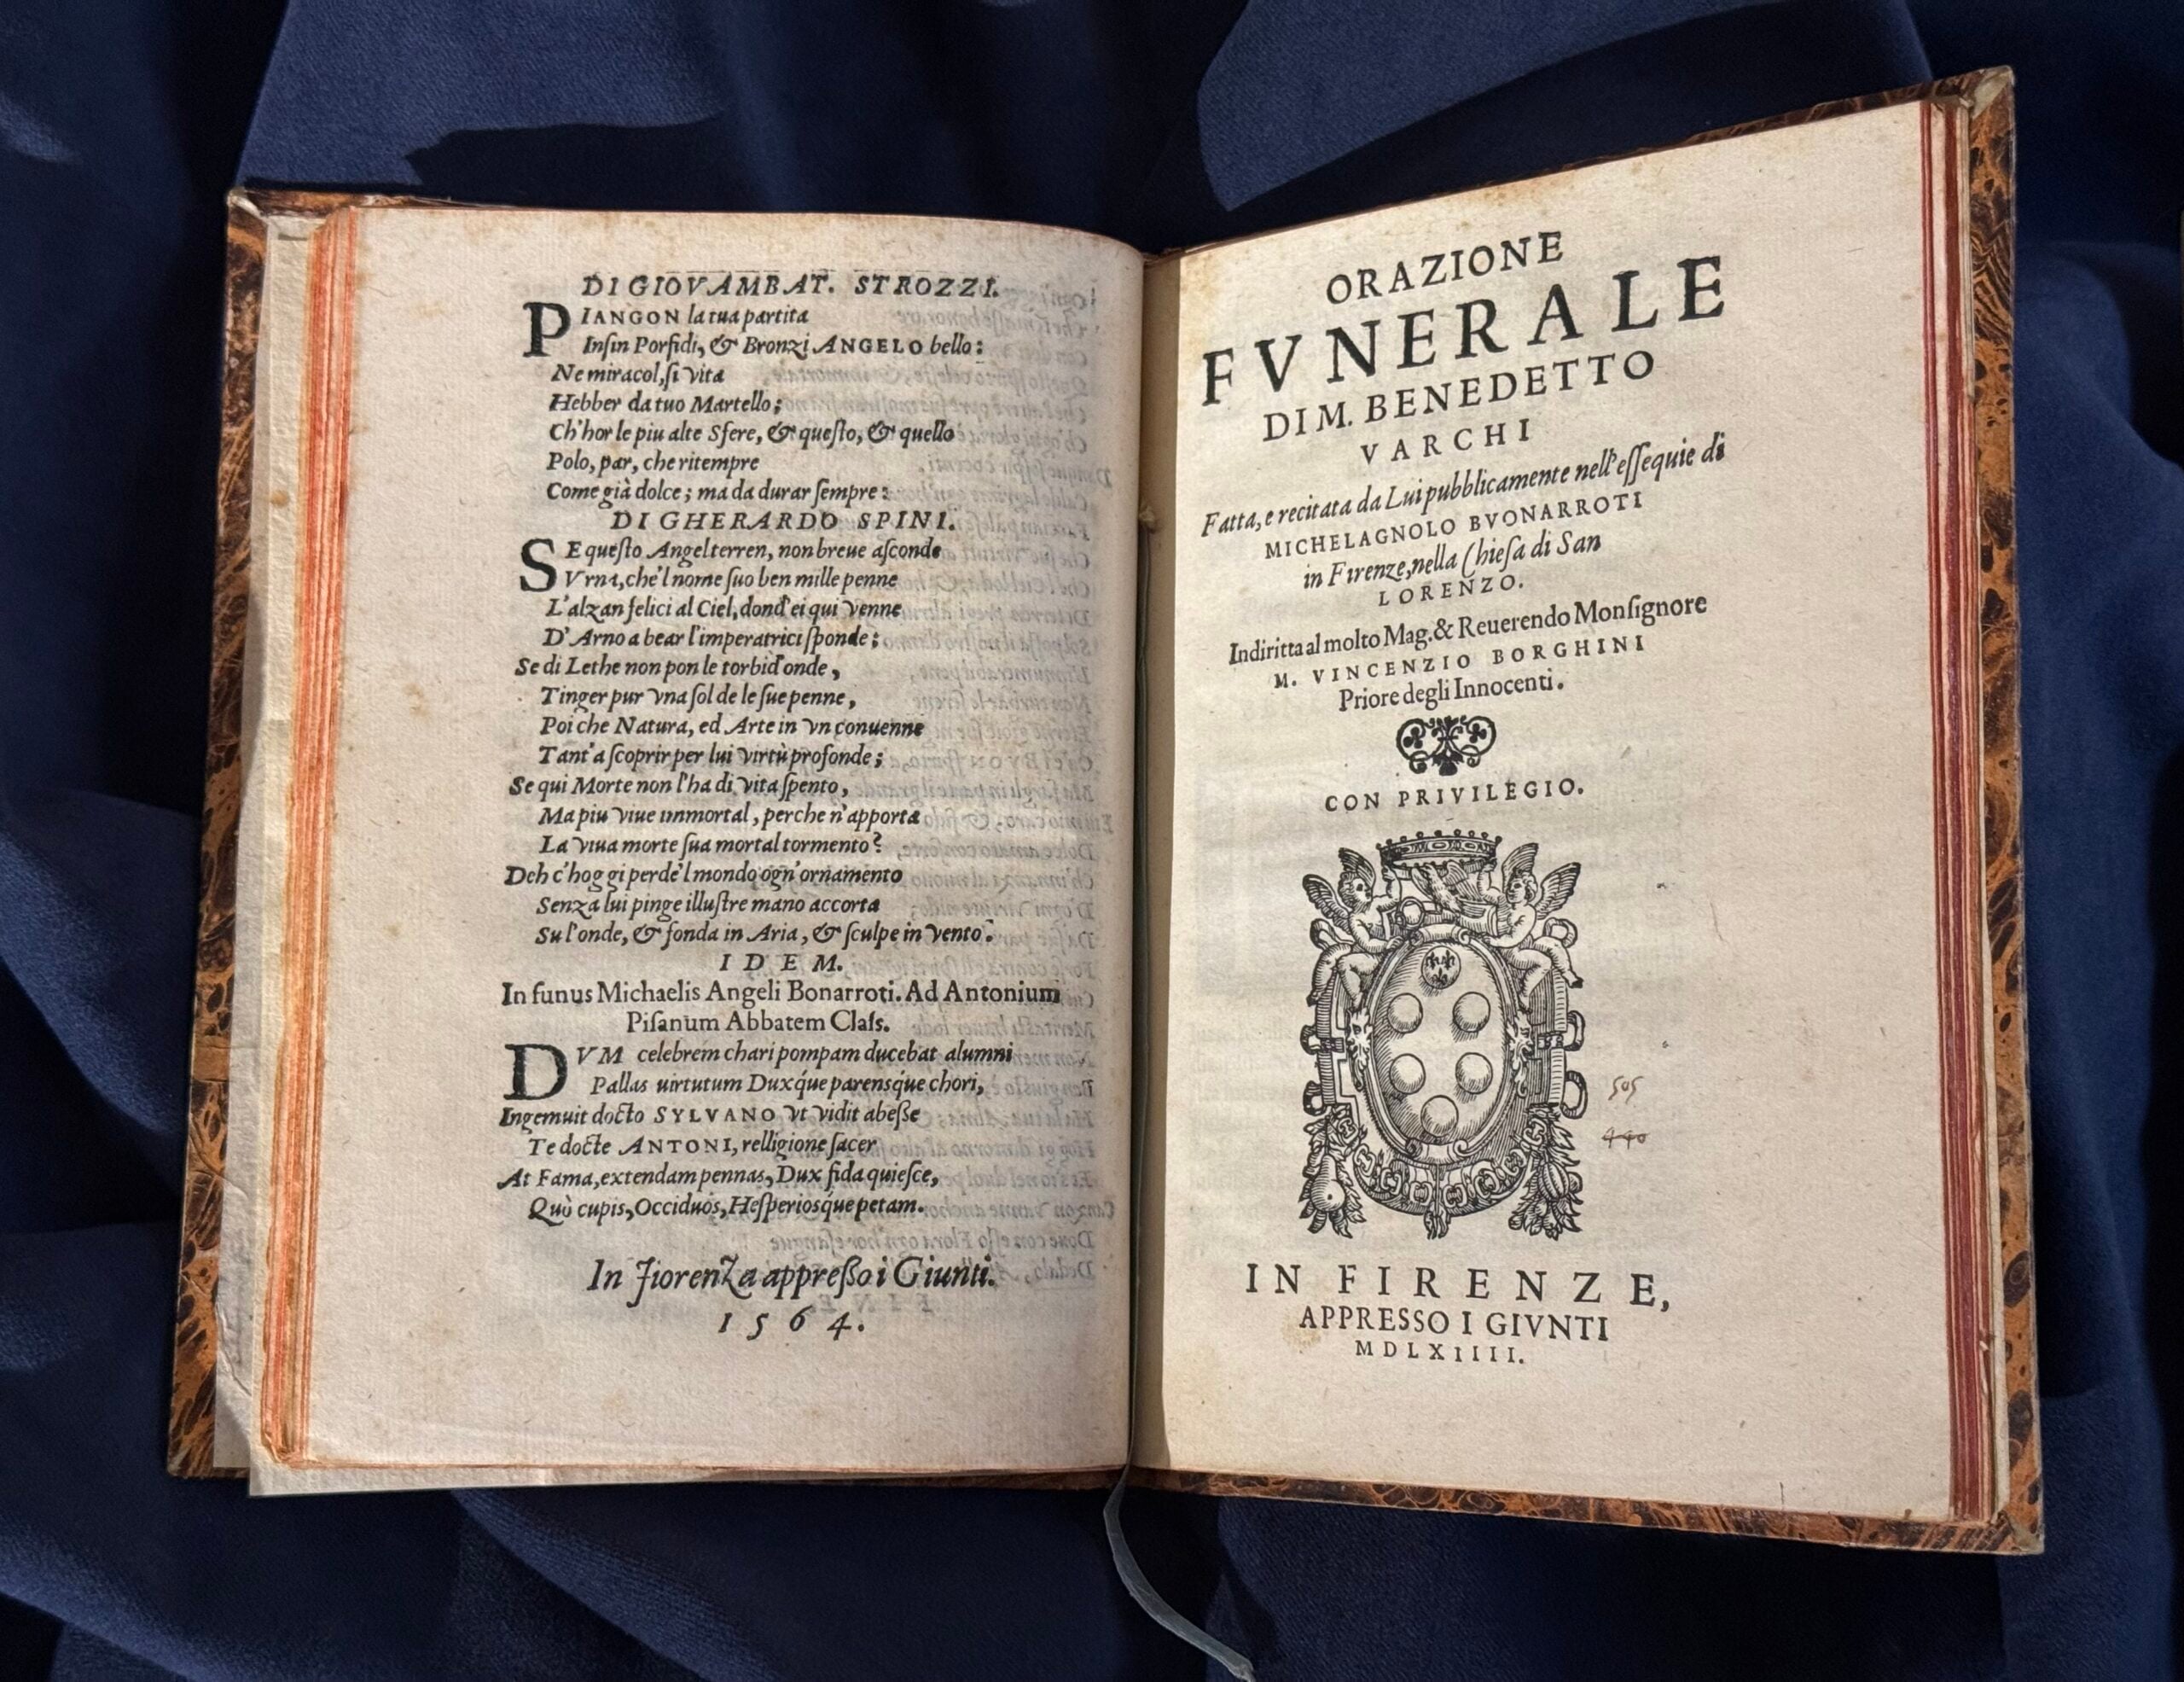 DI GIOVAMBAT. STROZZI.
PIANGON la tua partita
Infin Porfidi, & Bronzi ANGELO bello:
Ne miracol, ſi vita
Hebber da tuo Martello;
Ch'hor le piu alte Sfere, & queſto, & quello
Polo, par, che ritempre
Come già dolce; ma da durar ſempre:
DI GHERARDO SPINI.
SE queſto Angel terren, non breue aſconde
Vrna, che'l nome ſuo ben mille penne
L'alzan felici al Ciel, dond'ei qui venne
D'Arno a bear l'imperatrici ſponde;
Se di Lethe non pon le torbid'onde,
Tinger pur vna ſol de le ſue penne,
Poi che Natura, ed Arte in vn conuenne
Tant'a ſcoprir per lui virtù profonde;
Se qui Morte non l'ha di vita ſpento,
Ma piu viue immortal, perche n'apporta
La viua morte ſua mortal tormento?
Deh c'hoggi perde'l mondo ogn'ornamento
Senza lui pinge illuſtre mano accorta
Su l'onde, & fonda in Aria, & ſculpe in vento.
IDEM.
In funus Michaelis Angeli Bonarroti. Ad Antonium
Piſanum Abbatem Claſs.
DVM celebrem chari pompam ducebat alumni
Pallas uirtutum Duxq́ue parensq́ue chori,
Ingemuit docto SYLVANO vt vidit abeſse
Te docte ANTONI, relligione ſacer
At Fama, extendam pennas, Dux fida quieſce,
Quò cupis, Occiduos, Heſperiosq́ue petam.
In Fiorenza appreſso i Giunti.
1564.
ORAZIONE
FVNERALE
DI M. BENEDETTO
VARCHI
Fatta, e recitata da Lui pubblicamente nell'eſſequie di
MICHELAGNOLO BVONARROTI
in Firenze, nella Chieſa di San
LORENZO.
Indiritta al molto Mag. & Reuerendo Monſignore
M. VINCENZIO BORGHINI
Priore degli Innocenti.
CON PRIVILEGIO.
505
440
IN FIRENZE,
APPRESSO I GIVNTI
MDLXIIII.